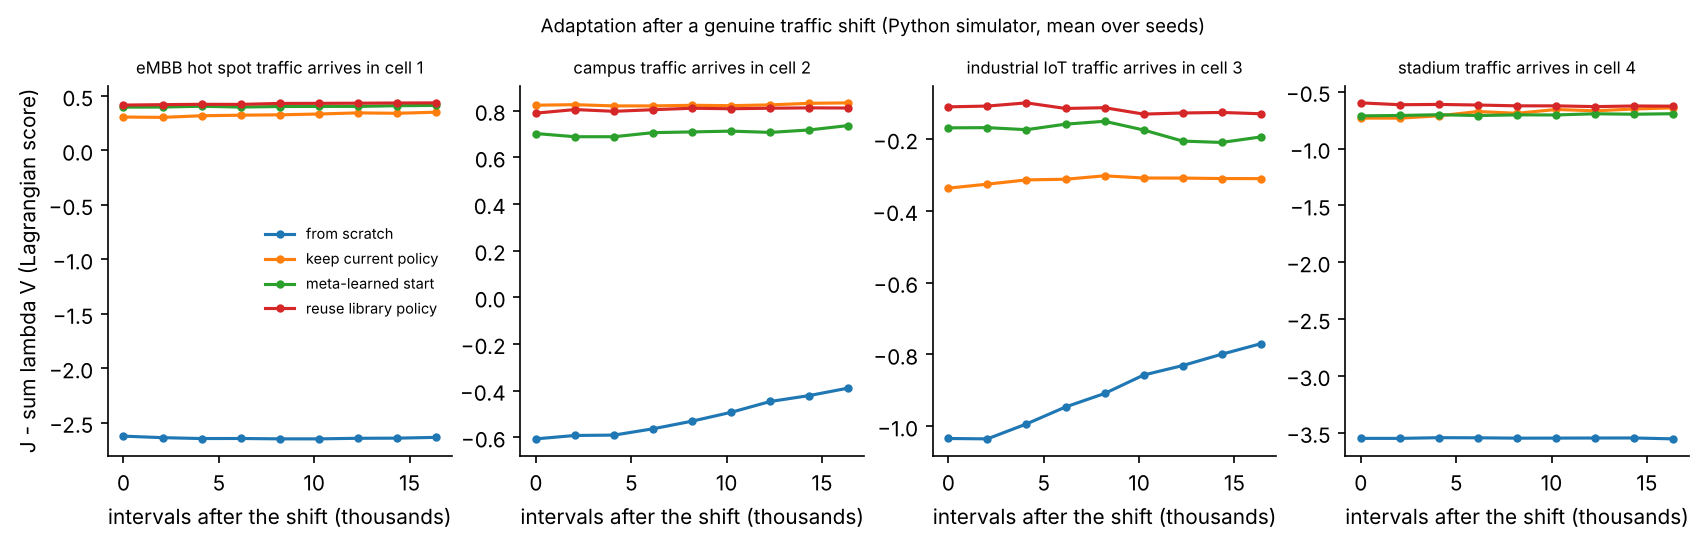 Adaptation after a genuine traffic shift (Python simulator, mean over seeds)
eMBB hot spot traffic arrives in cell 1
J - sum lambda V (Lagrangian score)
0.5
0.0
−0.5
−1.0
−1.5
−2.0
−2.5
from scratch
keep current policy
meta-learned start
reuse library policy
0 5 10 15
intervals after the shift (thousands)
campus traffic arrives in cell 2
0.8
0.6
0.4
0.2
0.0
−0.2
−0.4
−0.6
0 5 10 15
intervals after the shift (thousands)
industrial IoT traffic arrives in cell 3
−0.2
−0.4
−0.6
−0.8
−1.0
0 5 10 15
intervals after the shift (thousands)
stadium traffic arrives in cell 4
−0.5
−1.0
−1.5
−2.0
−2.5
−3.0
−3.5
0 5 10 15
intervals after the shift (thousands)